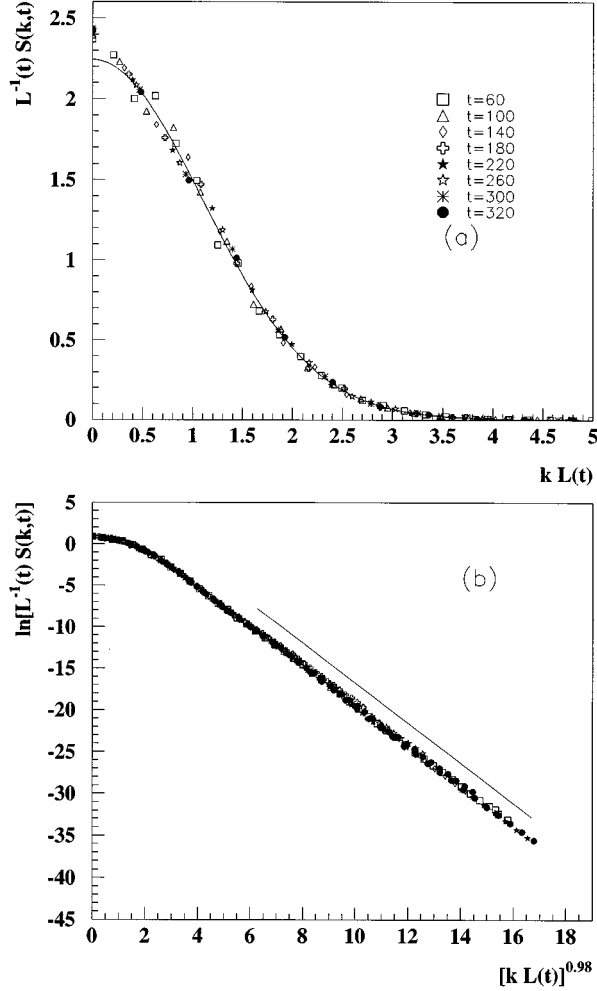 L⁻¹(t) S(k,t)
2.5
2
1.5
1
0.5
0
t=60
t=100
t=140
t=180
t=220
t=260
t=300
t=320
(a)
0 0.5 1 1.5 2 2.5 3 3.5 4 4.5 5
k L(t)
ln[L⁻¹(t) S(k,t)]
5
0
-5
-10
-15
-20
-25
-30
-35
-40
-45
(b)
0 2 4 6 8 10 12 14 16 18
[k L(t)]⁰·⁹⁸